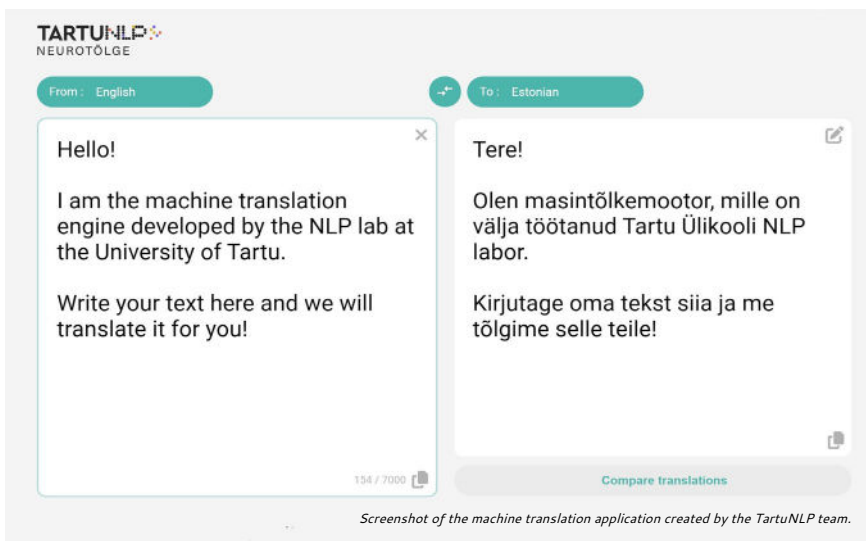 TARTUNLP
NEUROTÕLGE
From: English
To: Estonian
Hello!
I am the machine translation
engine developed by the NLP lab at
the University of Tartu.
Write your text here and we will
translate it for you!
154 / 7000
Tere!
Olen masintõlkemootor, mille on
välja töötanud Tartu Ülikooli NLP
labor.
Kirjutage oma tekst siia ja me
tõlgime selle teile!
Compare translations
Screenshot of the machine translation application created by the TartuNLP team.